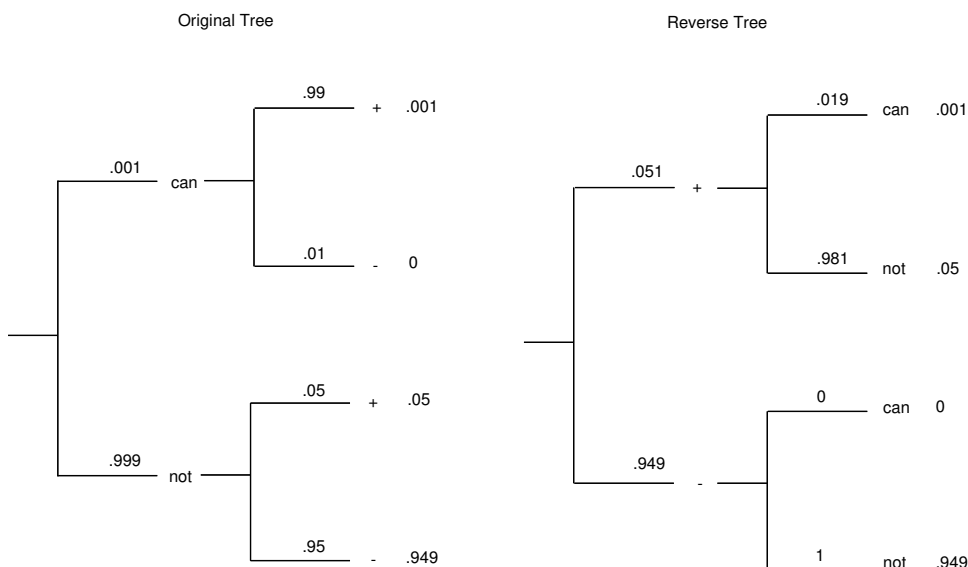 Original Tree
Reverse Tree
.99 + .001
.001 can
.01 - 0
.05 + .05
.999 not
.95 - .949
.019 can .001
.051 +
.981 not .05
0 can 0
.949 -
1 not .949